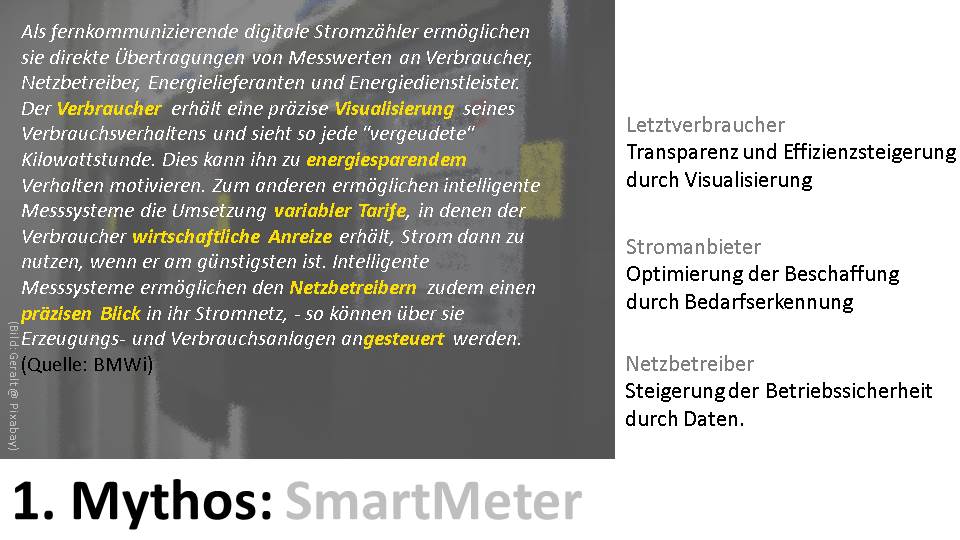 Als fernkommunizierende digitale Stromzähler ermöglichen
sie direkte Übertragungen von Messwerten an Verbraucher,
Netzbetreiber, Energielieferanten und Energiedienstleister.
Der Verbraucher erhält eine präzise Visualisierung seines
Verbrauchsverhaltens und sieht so jede "vergeudete"
Kilowattstunde. Dies kann ihn zu energiesparendem
Verhalten motivieren. Zum anderen ermöglichen intelligente
Messsysteme die Umsetzung variabler Tarife, in denen der
Verbraucher wirtschaftliche Anreize erhält, Strom dann zu
nutzen, wenn er am günstigsten ist. Intelligente
Messsysteme ermöglichen den Netzbetreibern zudem einen
präzisen Blick in ihr Stromnetz, - so können über sie
Erzeugungs- und Verbrauchsanlagen angesteuert werden.
(Quelle: BMWi)
(Bild: Geralt @ Pixabay)
Letztverbraucher
Transparenz und Effizienzsteigerung
durch Visualisierung
Stromanbieter
Optimierung der Beschaffung
durch Bedarfserkennung
Netzbetreiber
Steigerung der Betriebssicherheit
durch Daten.
1. Mythos: SmartMeter